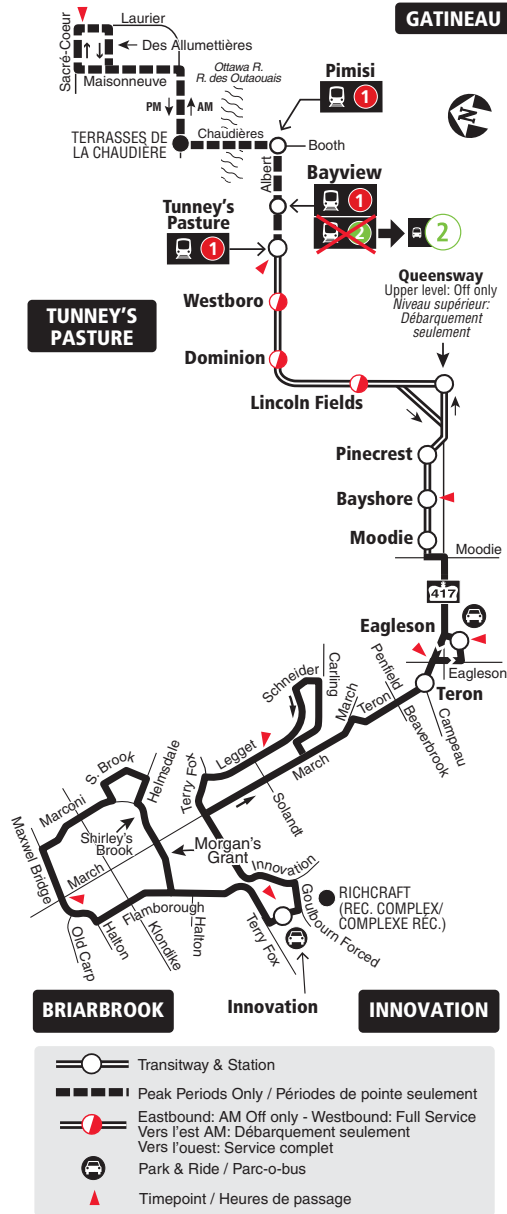 GATINEAU
Laurier
Sacré-Coeur
Des Allumettières
Maisonneuve
PM
AM
Ottawa R.
R. des Outaouais
TERRASSES DE
LA CHAUDIÈRE
Chaudières
Pimisi
1
Booth
Albert
N
Bayview
1
2
2
Tunney's
Pasture
1
TUNNEY'S
PASTURE
Queensway
Upper level: Off only
Niveau supérieur:
Débarquement
seulement
Westboro
Dominion
Lincoln Fields
Pinecrest
Bayshore
Moodie
Moodie
417
Eagleson
Eagleson
Teron
Campeau
Beaverbrook
Penfield
Teron
March
Carling
Schneider
Legget
March
Solandt
Terry Fox
Helmsdale
S. Brook
Marconi
Shirley's
Brook
Morgan's
Grant
Maxwel Bridge
March
Innovation
Goulbourn Forced
RICHCRAFT
(REC. COMPLEX/
COMPLEXE RÉC.)
Old Carp
Halton
Flamborough
Klondike
Halton
Terry Fox
Innovation
BRIARBROOK
INNOVATION
Transitway & Station
Peak Periods Only / Périodes de pointe seulement
Eastbound: AM Off only - Westbound: Full Service
Vers l'est AM: Débarquement seulement
Vers l'ouest: Service complet
Park & Ride / Parc-o-bus
Timepoint / Heures de passage